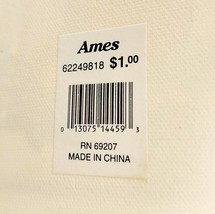 Ames
62249818 $1.00
0 13075 14459 3
RN 69207
MADE IN CHINA